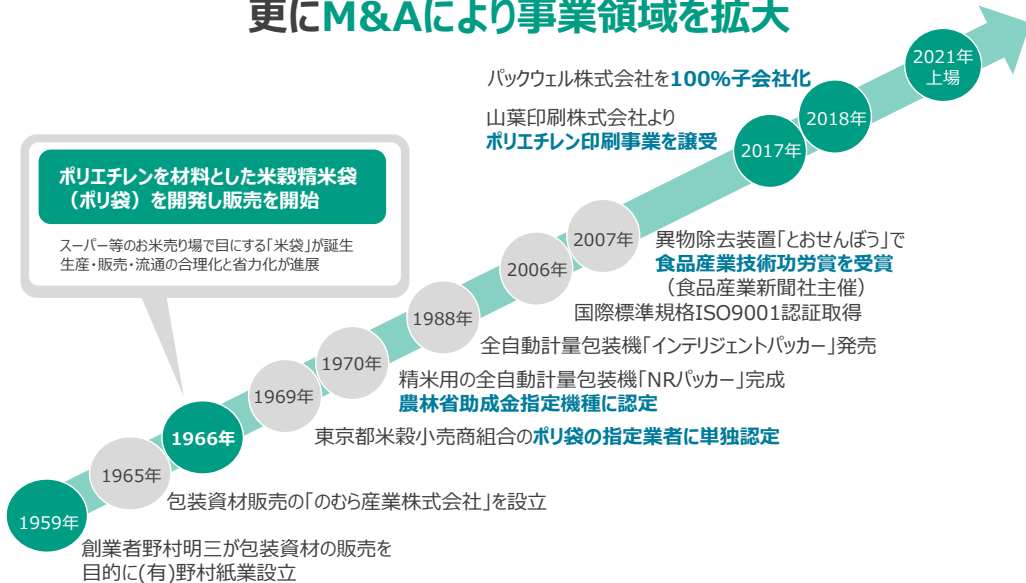 更にM&Aにより事業領域を拡大
2021年
上場
パックウェル株式会社を100%子会社化
2018年
山葉印刷株式会社より
ポリエチレン印刷事業を譲受
2017年
ポリエチレンを材料とした米穀精米袋
（ポリ袋）を開発し販売を開始
スーパー等のお米売り場で目にする「米袋」が誕生
生産・販売・流通の合理化と省力化が進展
2007年
異物除去装置「とおせんぼう」で
食品産業技術功労賞を受賞
（食品産業新聞社主催）
2006年
国際標準規格ISO9001認証取得
1988年
全自動計量包装機「インテリジェントパッカー」発売
1970年
精米用の全自動計量包装機「NRパッカー」完成
農林省助成金指定機種に認定
1969年
東京都米穀小売商組合のポリ袋の指定業者に単独認定
1966年
1965年
包装資材販売の「のむら産業株式会社」を設立
1959年
創業者野村明三が包装資材の販売を
目的に(有)野村紙業設立